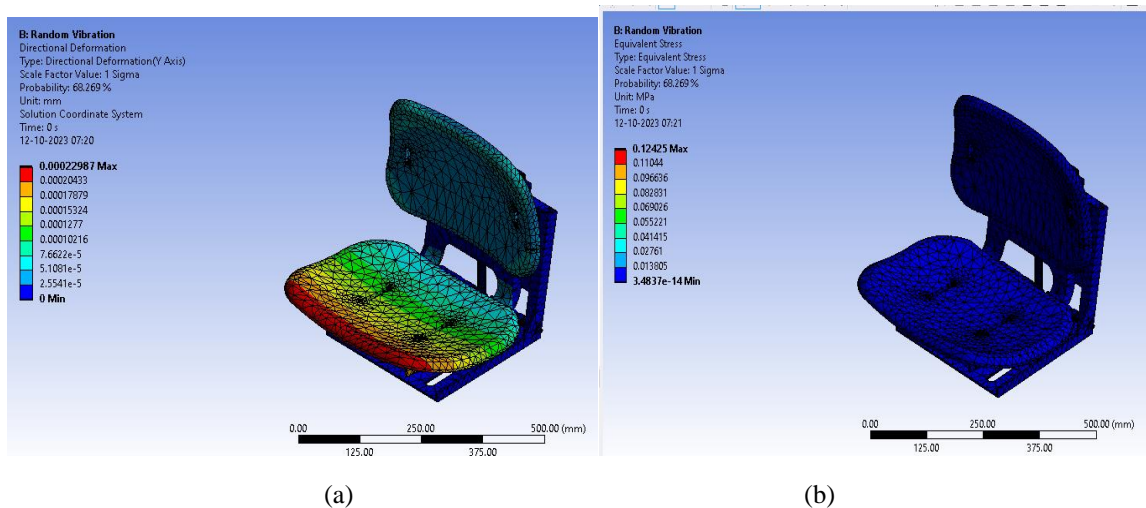 B: Random Vibration
Directional Deformation
Type: Directional Deformation(Y Axis)
Scale Factor Value: 1 Sigma
Probability: 68.269 %
Unit: mm
Solution Coordinate System
Time: 0 s
12-10-2023 07:20
0.00022987 Max
0.00020433
0.00017879
0.00015324
0.0001277
0.00010216
7.6622e-5
5.1081e-5
2.5541e-5
0 Min
0.00 250.00 500.00 (mm)
125.00 375.00
(a)
B: Random Vibration
Equivalent Stress
Type: Equivalent Stress
Scale Factor Value: 1 Sigma
Probability: 68.269 %
Unit: MPa
Time: 0 s
12-10-2023 07:21
0.12425 Max
0.11044
0.096636
0.082831
0.069026
0.055221
0.041415
0.02761
0.013805
3.4837e-14 Min
0.00 250.00 500.00 (mm)
125.00 375.00
(b)